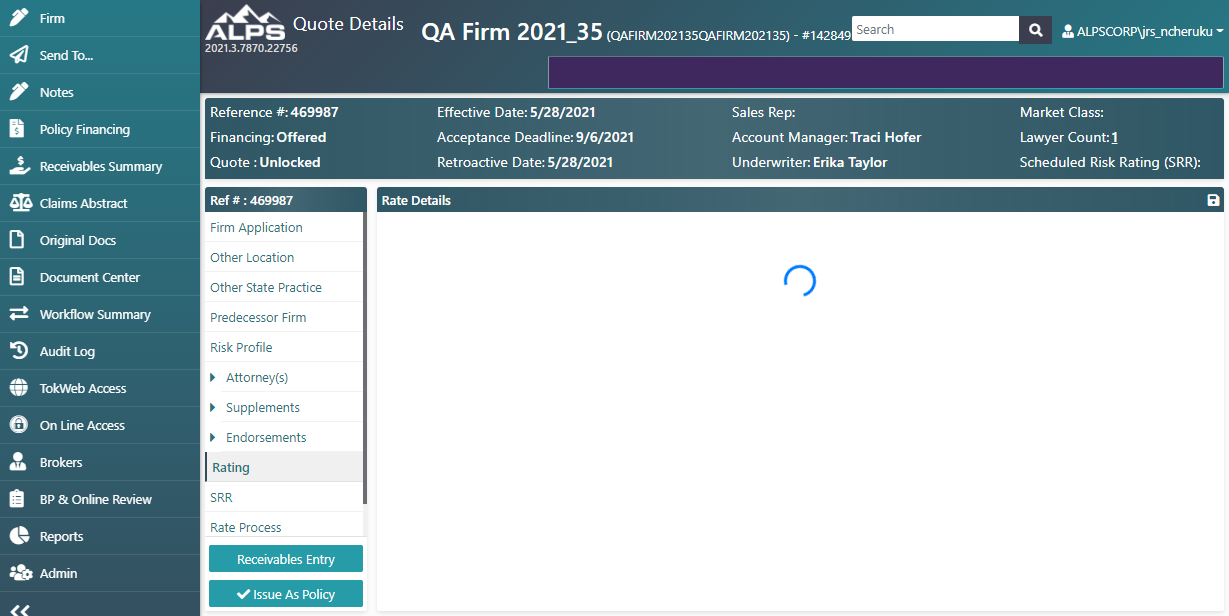 Firm
Send To...
Notes
Policy Financing
Receivables Summary
Claims Abstract
Original Docs
Document Center
Workflow Summary
Audit Log
TokWeb Access
On Line Access
Brokers
BP & Online Review
Reports
Admin
ALPS
2021.3.7870.22756
Quote Details
QA Firm 2021_35 (QAFIRM202135QAFIRM202135) - #142849
Search
ALPSCORP\jrs_ncheruku
Reference #: 469987
Effective Date: 5/28/2021
Sales Rep:
Market Class:
Financing: Offered
Acceptance Deadline: 9/6/2021
Account Manager: Traci Hofer
Lawyer Count: 1
Quote : Unlocked
Retroactive Date: 5/28/2021
Underwriter: Erika Taylor
Scheduled Risk Rating (SRR):
Ref # : 469987
Firm Application
Other Location
Other State Practice
Predecessor Firm
Risk Profile
Attorney(s)
Supplements
Endorsements
Rating
SRR
Rate Process
Receivables Entry
Issue As Policy
Rate Details